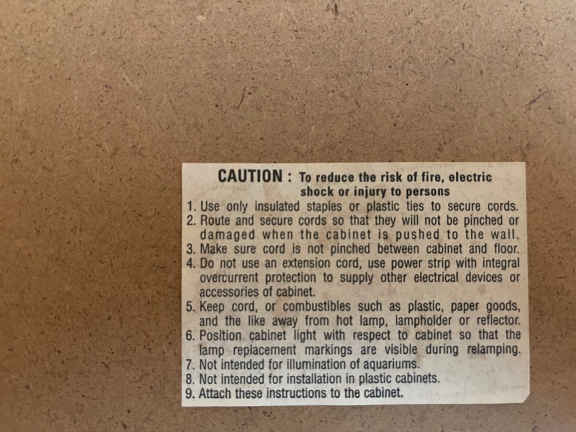 CAUTION : To reduce the risk of fire, electric
shock or injury to persons
1. Use only insulated staples or plastic ties to secure cords.
2. Route and secure cords so that they will not be pinched or
damaged when the cabinet is pushed to the wall.
3. Make sure cord is not pinched between cabinet and floor.
4. Do not use an extension cord, use power strip with integral
overcurrent protection to supply other electrical devices or
accessories of cabinet.
5. Keep cord, or combustibles such as plastic, paper goods,
and the like away from hot lamp, lampholder or reflector.
6. Position cabinet light with respect to cabinet so that the
lamp replacement markings are visible during relamping.
7. Not intended for illumination of aquariums.
8. Not intended for installation in plastic cabinets.
9. Attach these instructions to the cabinet.